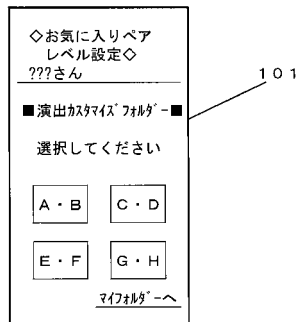 ◇お気に入りペア
レベル設定◇
???さん
101
■演出ｶｽﾀﾏｲｽﾞﾌｫﾙﾀﾞｰ■
選択してください
A・B
C・D
E・F
G・H
ﾏｲﾌｫﾙﾀﾞｰへ